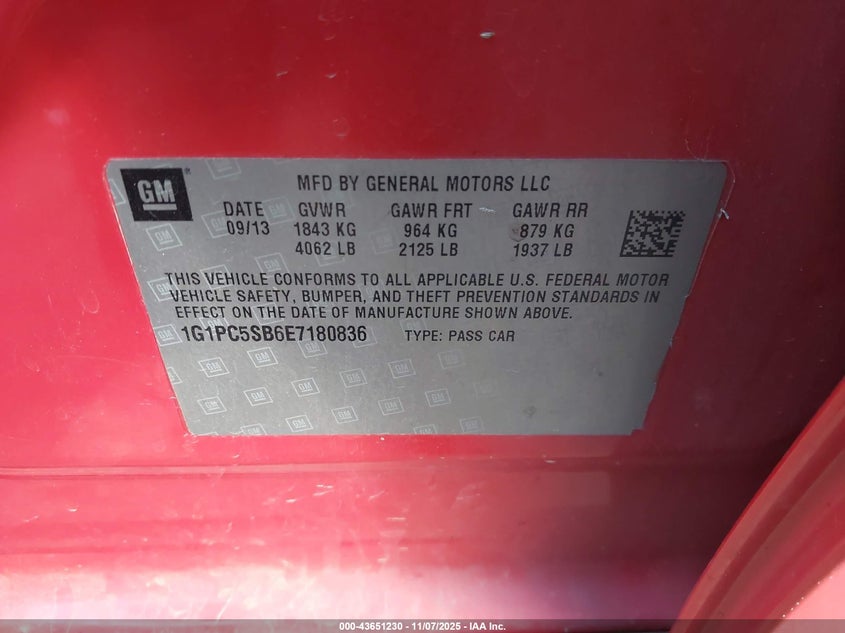 GM
MFD BY GENERAL MOTORS LLC
DATE GVWR GAWR FRT GAWR RR
09/13 1843 KG 964 KG 879 KG
4062 LB 2125 LB 1937 LB
THIS VEHICLE CONFORMS TO ALL APPLICABLE U.S. FEDERAL MOTOR
VEHICLE SAFETY, BUMPER, AND THEFT PREVENTION STANDARDS IN
EFFECT ON THE DATE OF MANUFACTURE SHOWN ABOVE.
1G1PC5SB6E7180836 TYPE: PASS CAR
000-43651230 — 11/07/2025 — IAA Inc.